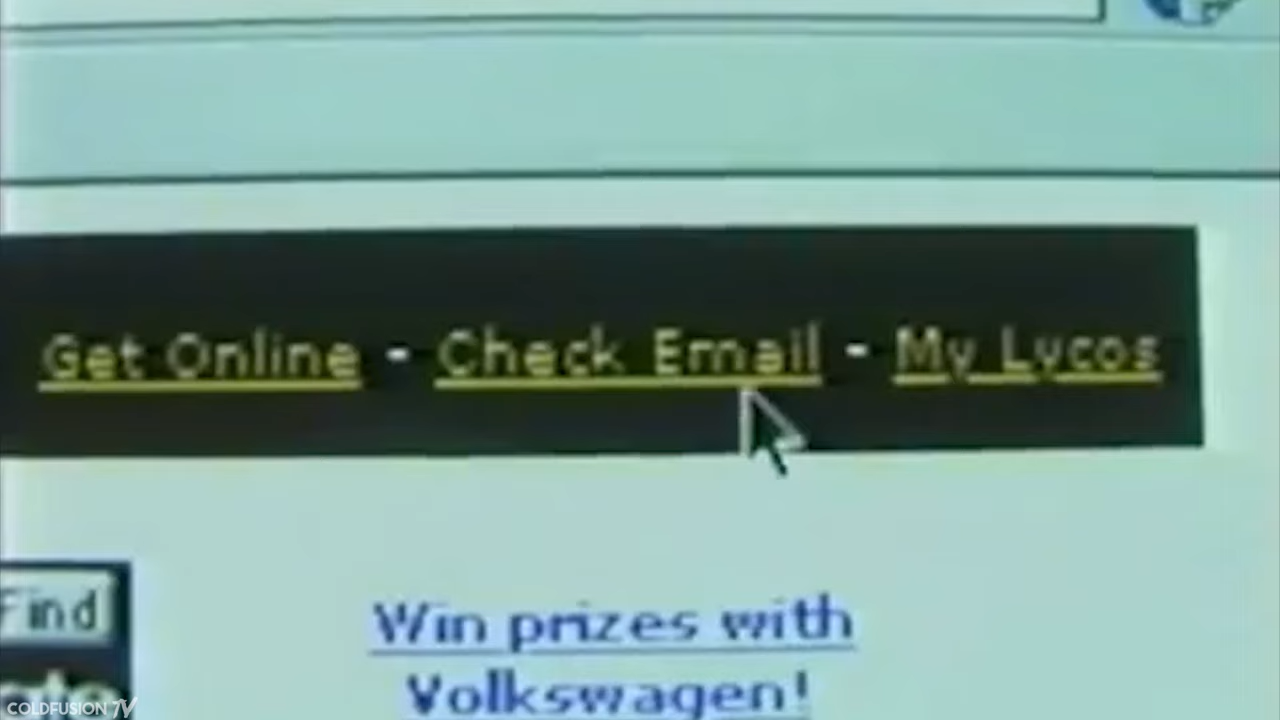 Get Online - Check Email - My Lycos
Find
Win prizes with
Volkswagen!
COLDFUSION TV